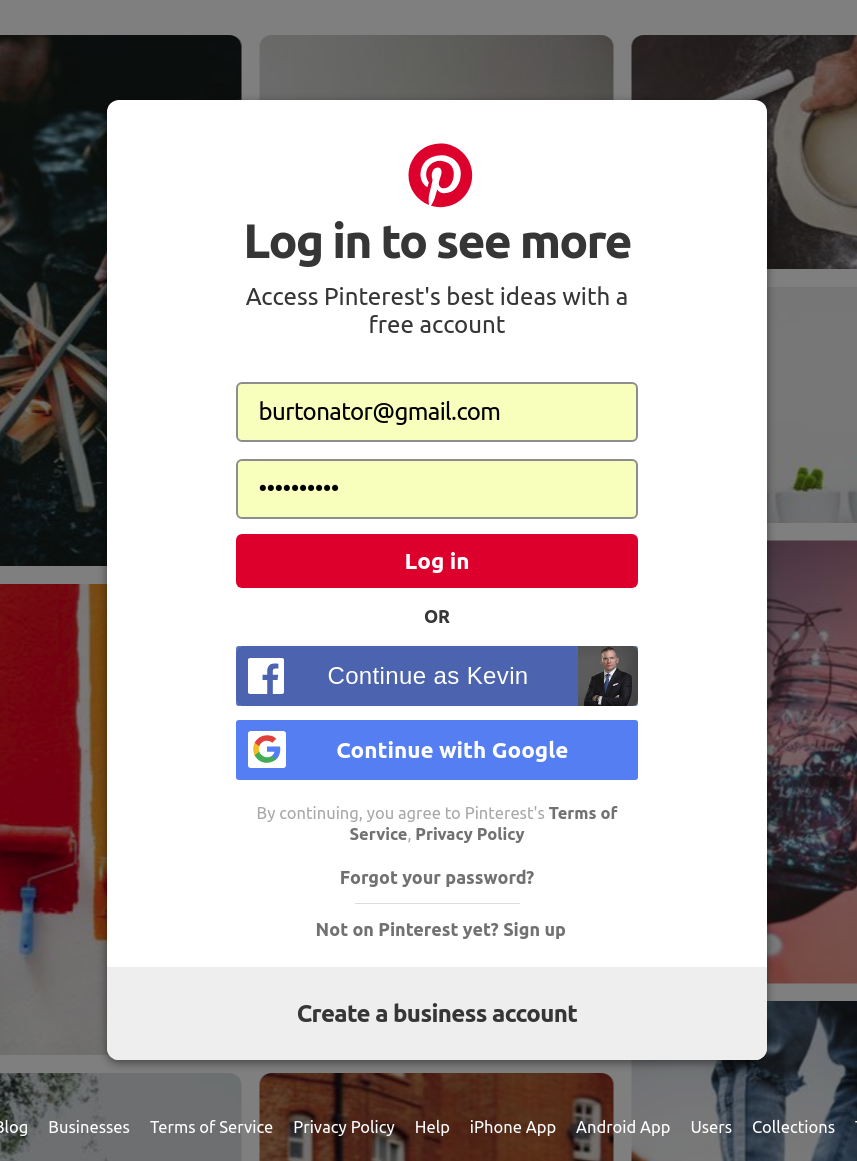 Log in to see more
Access Pinterest's best ideas with a
free account
burtonator@gmail.com
••••••••••
Log in
OR
Continue as Kevin
Continue with Google
By continuing, you agree to Pinterest's Terms of
Service, Privacy Policy
Forgot your password?
Not on Pinterest yet? Sign up
Create a business account
Blog Businesses Terms of Service Privacy Policy Help iPhone App Android App Users Collections